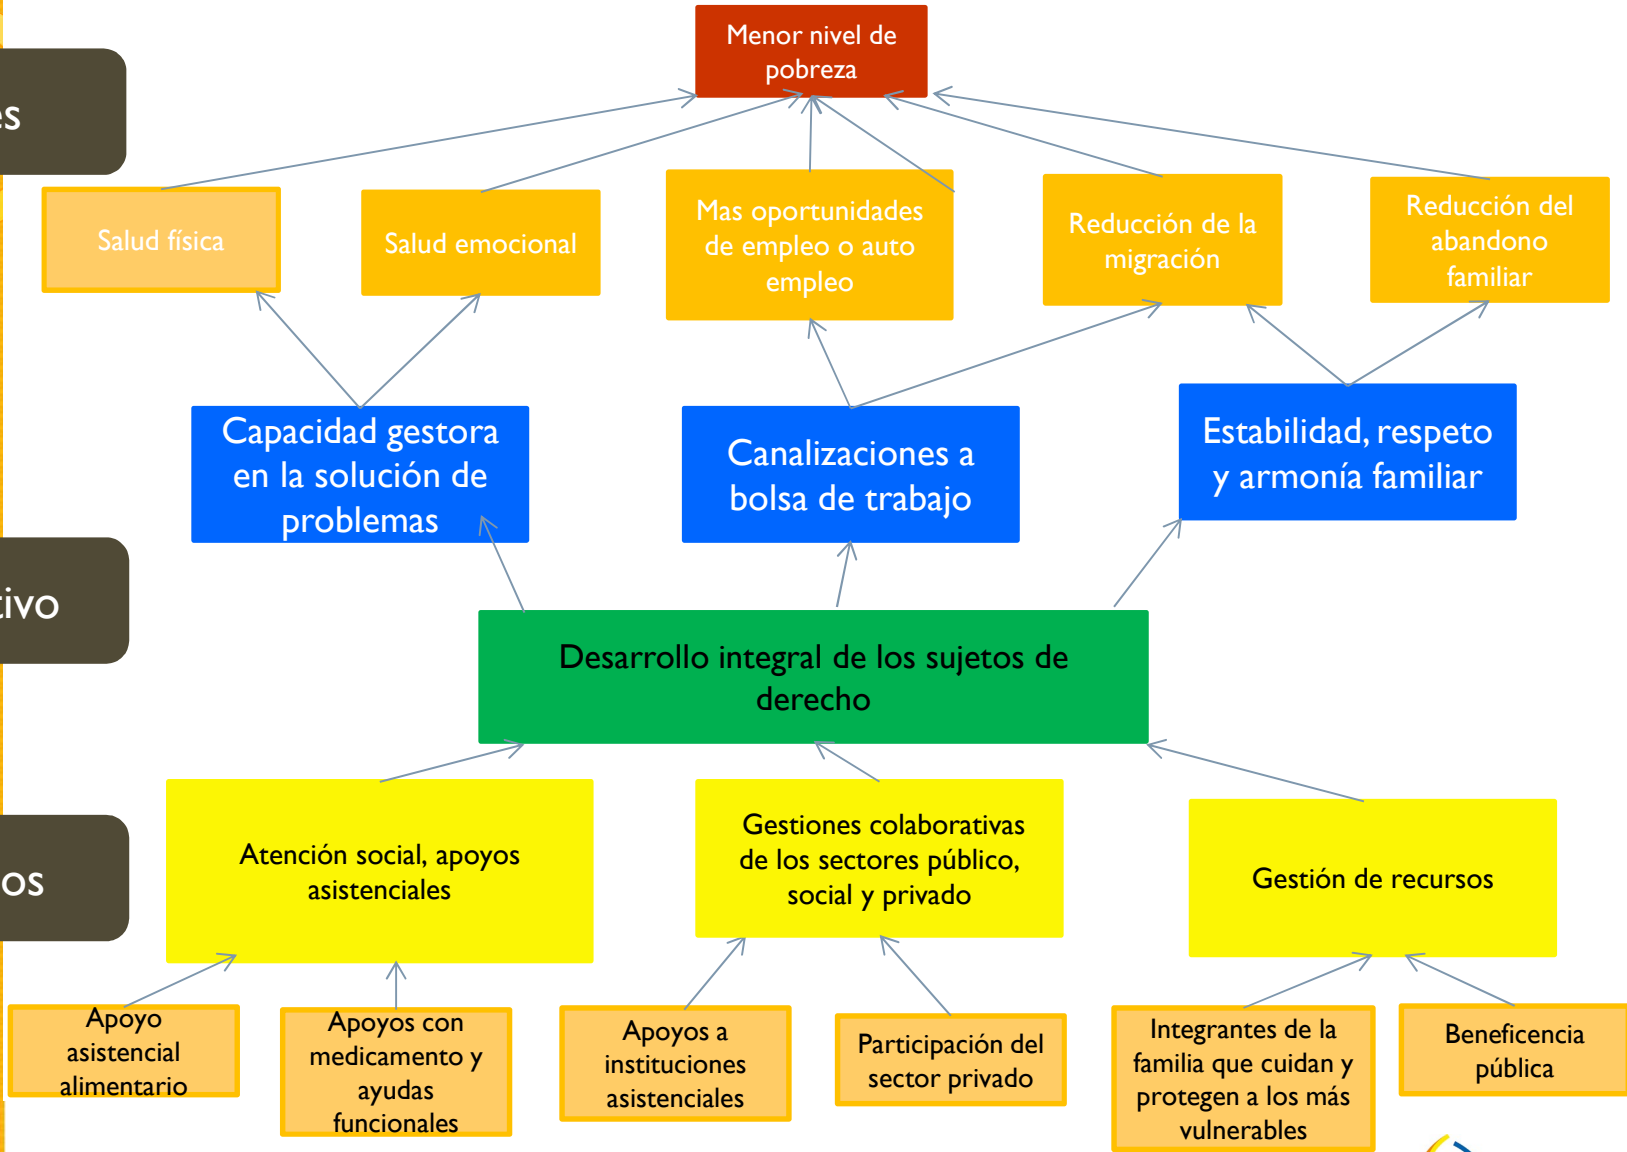 Menor nivel de
pobreza
Salud física
Salud emocional
Mas oportunidades
de empleo o auto
empleo
Reducción de la
migración
Reducción del
abandono
familiar
Capacidad gestora
en la solución de
problemas
Canalizaciones a
bolsa de trabajo
Estabilidad, respeto
y armonía familiar
Desarrollo integral de los sujetos de
derecho
Atención social, apoyos
asistenciales
Gestiones colaborativas
de los sectores público,
social y privado
Gestión de recursos
Apoyo
asistencial
alimentario
Apoyos con
medicamento y
ayudas
funcionales
Apoyos a
instituciones
asistenciales
Participación del
sector privado
Integrantes de la
familia que cuidan y
protegen a los más
vulnerables
Beneficencia
pública